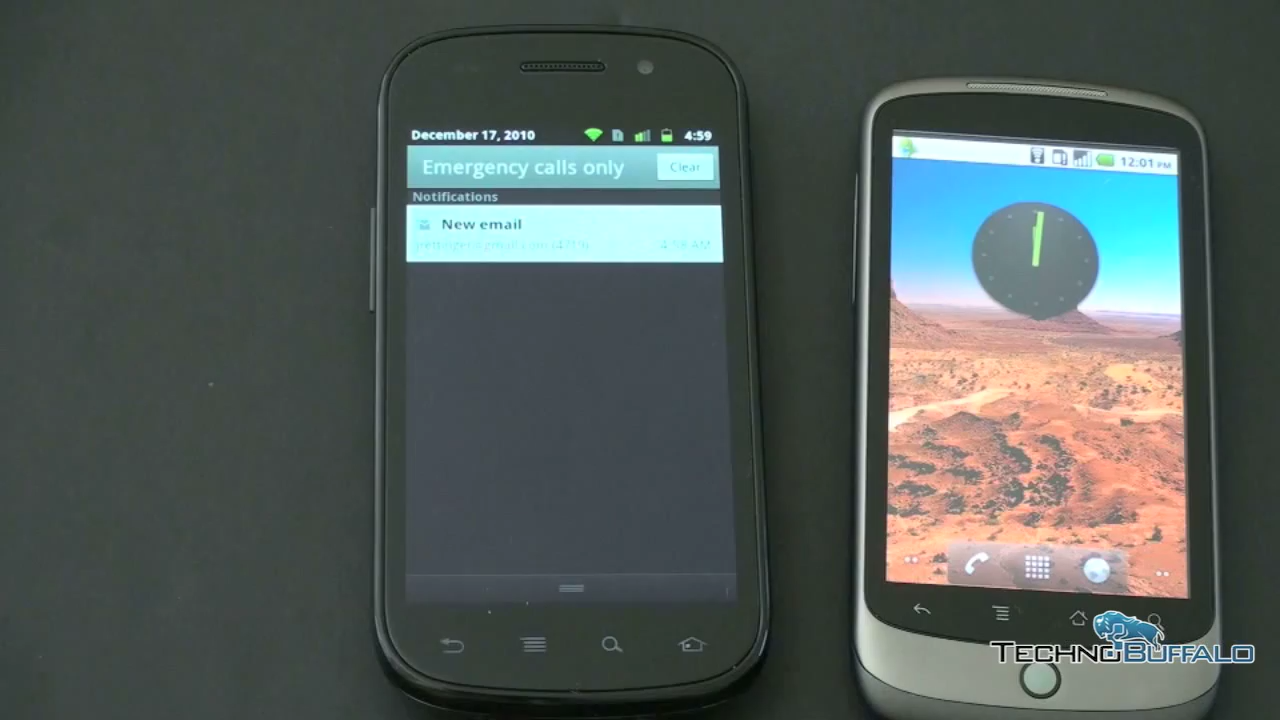 December 17, 2010
4:59
Emergency calls only
Clear
Notifications
New email
4:58 AM
12:01 PM
TECHNOBUFFALO